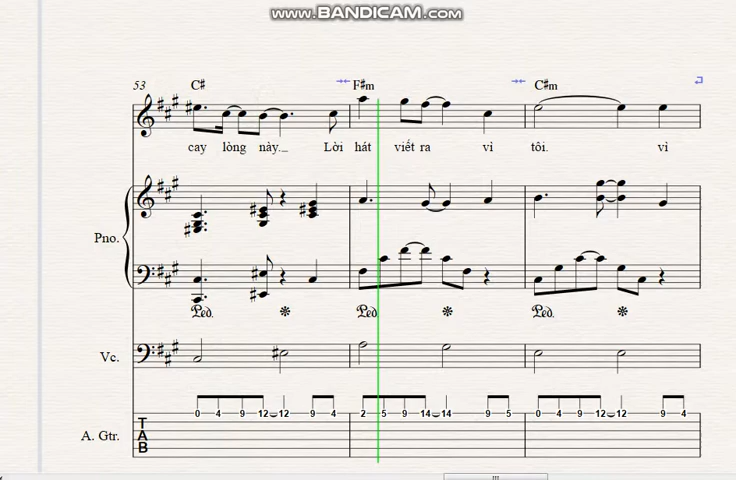 www.BANDICAM.com
53
C# F#m C#m
cay lòng này._ Lời hát viết ra vì tôi. vì
Pno.
Ped. Ped. Ped.
Vc.
0 4 9 12 12 9 4 2 5 9 14 14 9 5 0 4 9 12 12 9 4
T
A
B
A. Gtr.